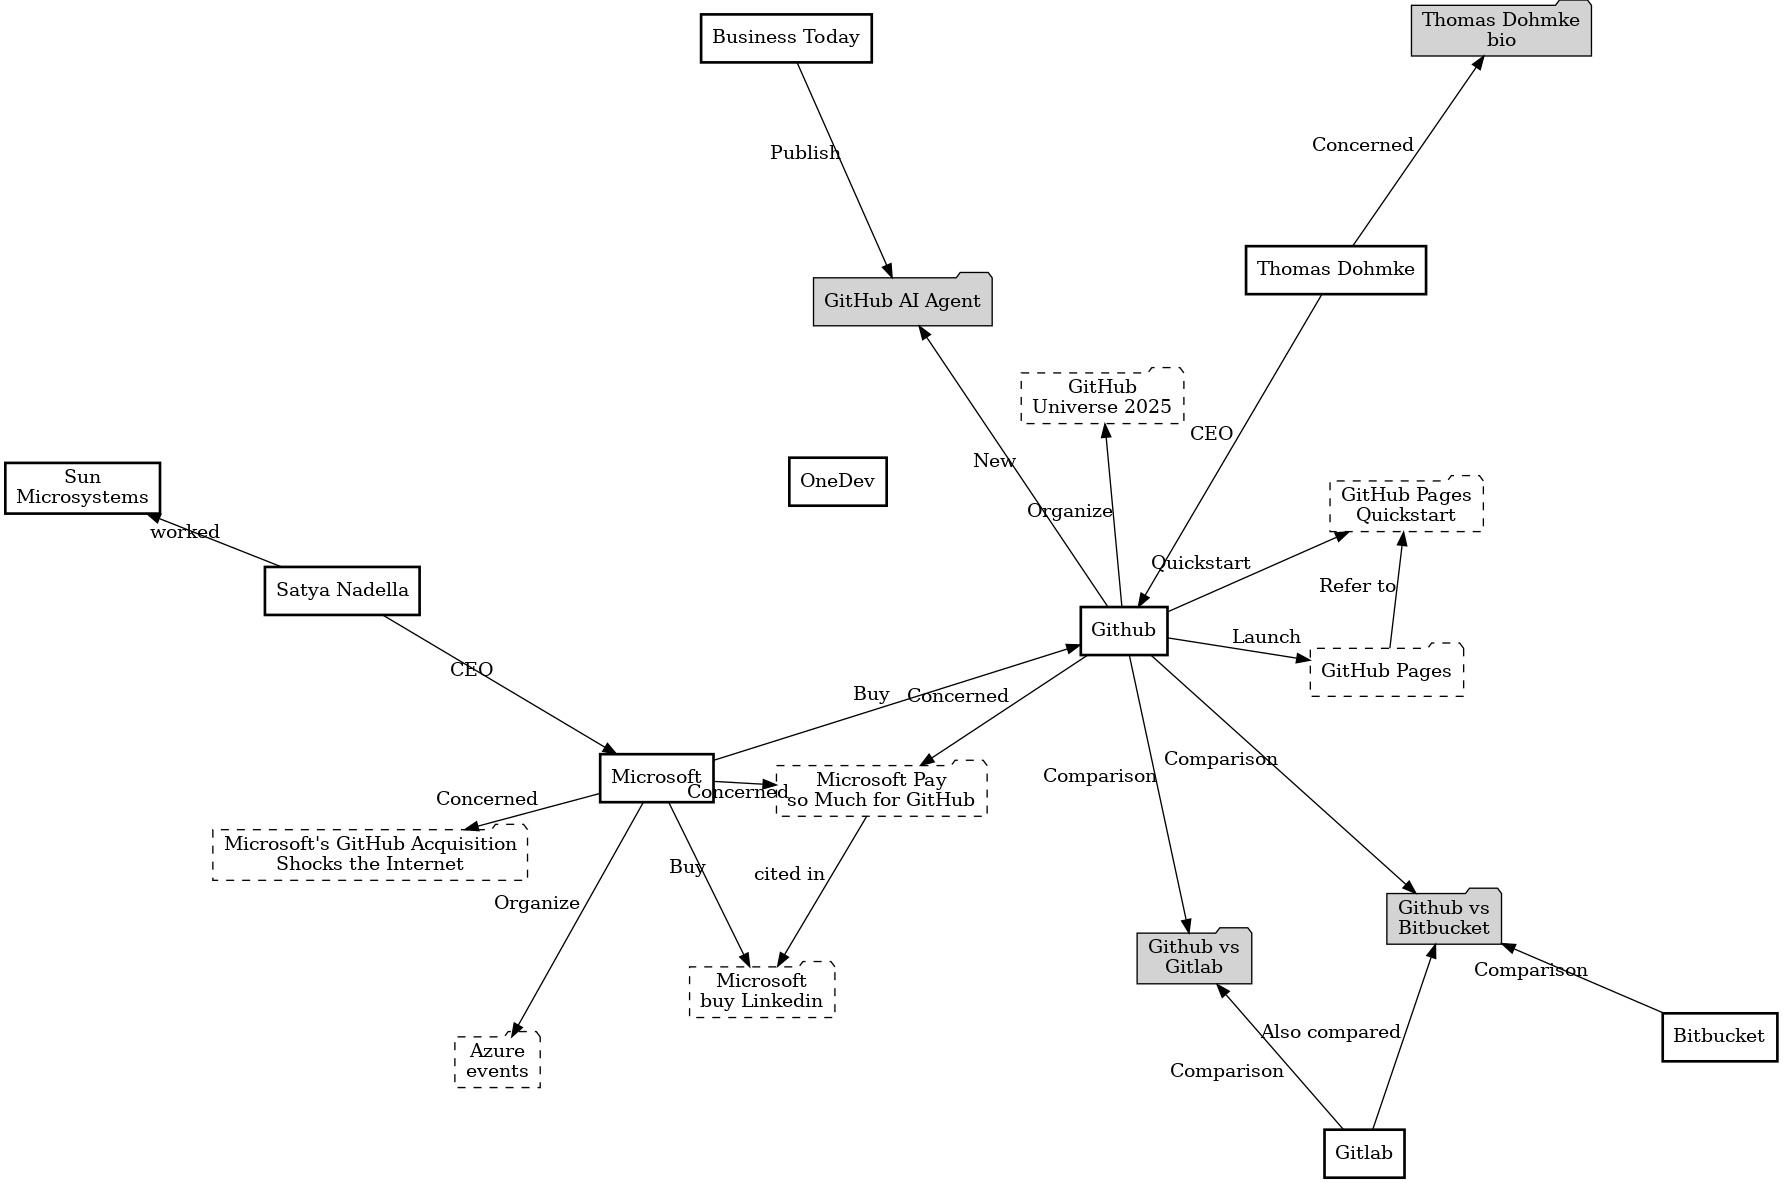 Business Today
Thomas Dohmke
bio
Publish
Concerned
Thomas Dohmke
GitHub AI Agent
GitHub
Universe 2025
CEO
New
Sun
Microsystems
OneDev
GitHub Pages
Quickstart
Organize
worked
Quickstart
Refer to
Satya Nadella
Github
Launch
GitHub Pages
CEO
Buy
Concerned
Microsoft
Concerned
Microsoft Pay
so Much for GitHub
Comparison
Comparison
Concerned
Microsoft's GitHub Acquisition
Shocks the Internet
Buy
cited in
Organize
Github vs
Bitbucket
Github vs
Gitlab
Comparison
Microsoft
buy Linkedin
Also compared
Bitbucket
Azure
events
Comparison
Gitlab